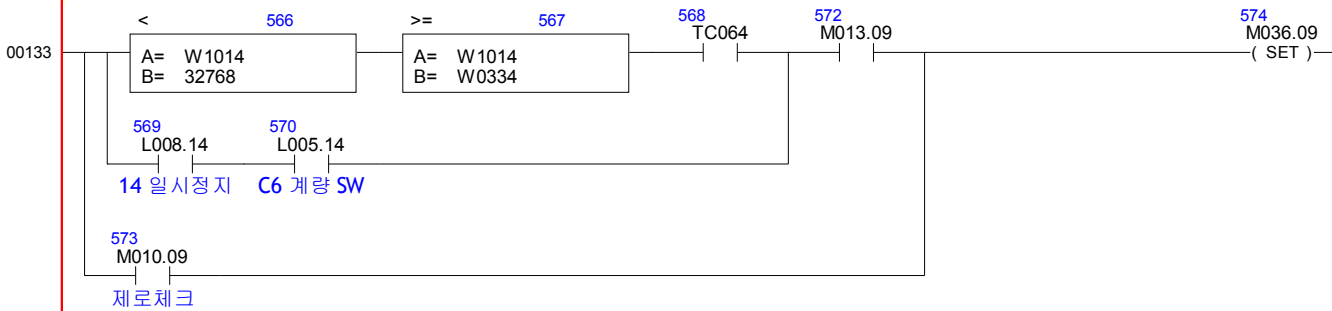 < 566 >= 567 568 572 574
TC064 M013.09 M036.09
00133 A= W1014 A= W1014 ( SET )
B= 32768 B= W0334
569 570
L008.14 L005.14
14 일시정지 C6 계량 SW
573
M010.09
제로체크